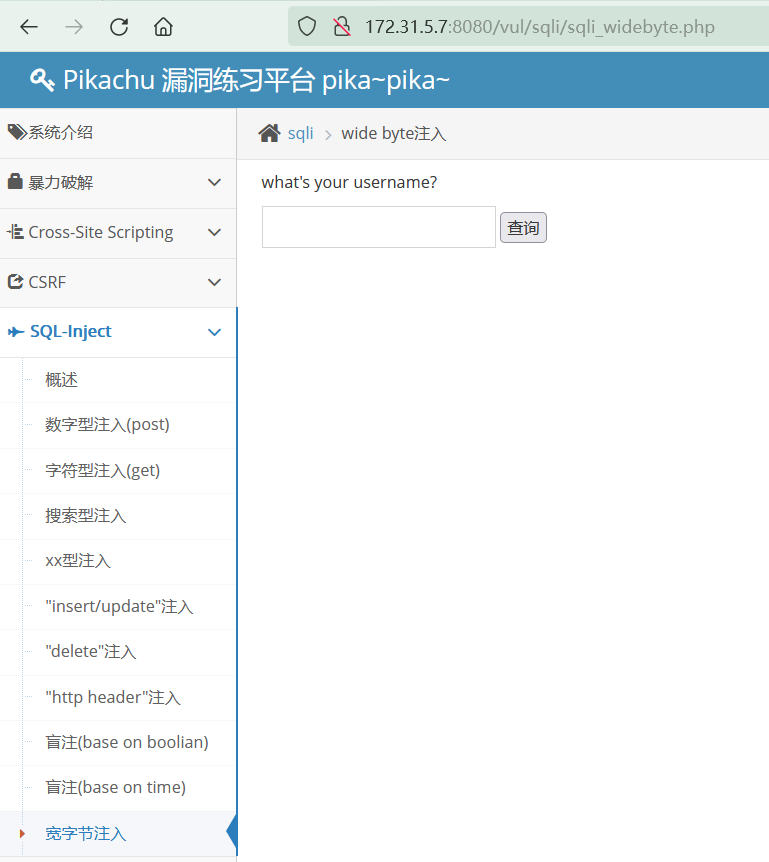 172.31.5.7:8080/vul/sqli/sqli_widebyte.php
Pikachu 漏洞练习平台 pika~pika~
系统介绍
暴力破解
Cross-Site Scripting
CSRF
SQL-Inject
概述
数字型注入(post)
字符型注入(get)
搜索型注入
xx型注入
"insert/update"注入
"delete"注入
"http header"注入
盲注(base on boolian)
盲注(base on time)
宽字节注入
sqli
wide byte注入
what's your username?
查询